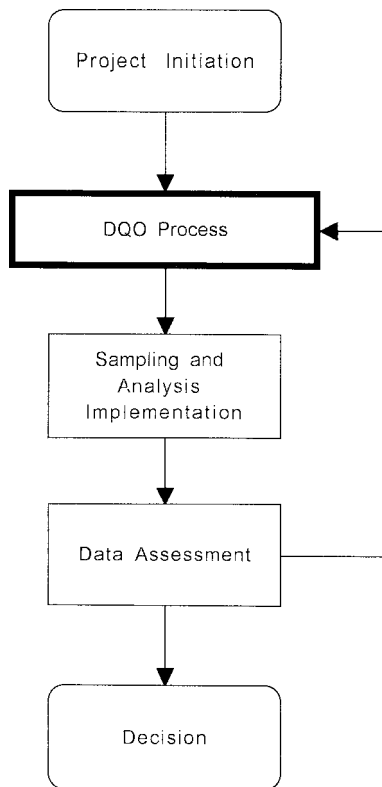 Project Initiation
DQO Process
Sampling and
Analysis
Implementation
Data Assessment
Decision